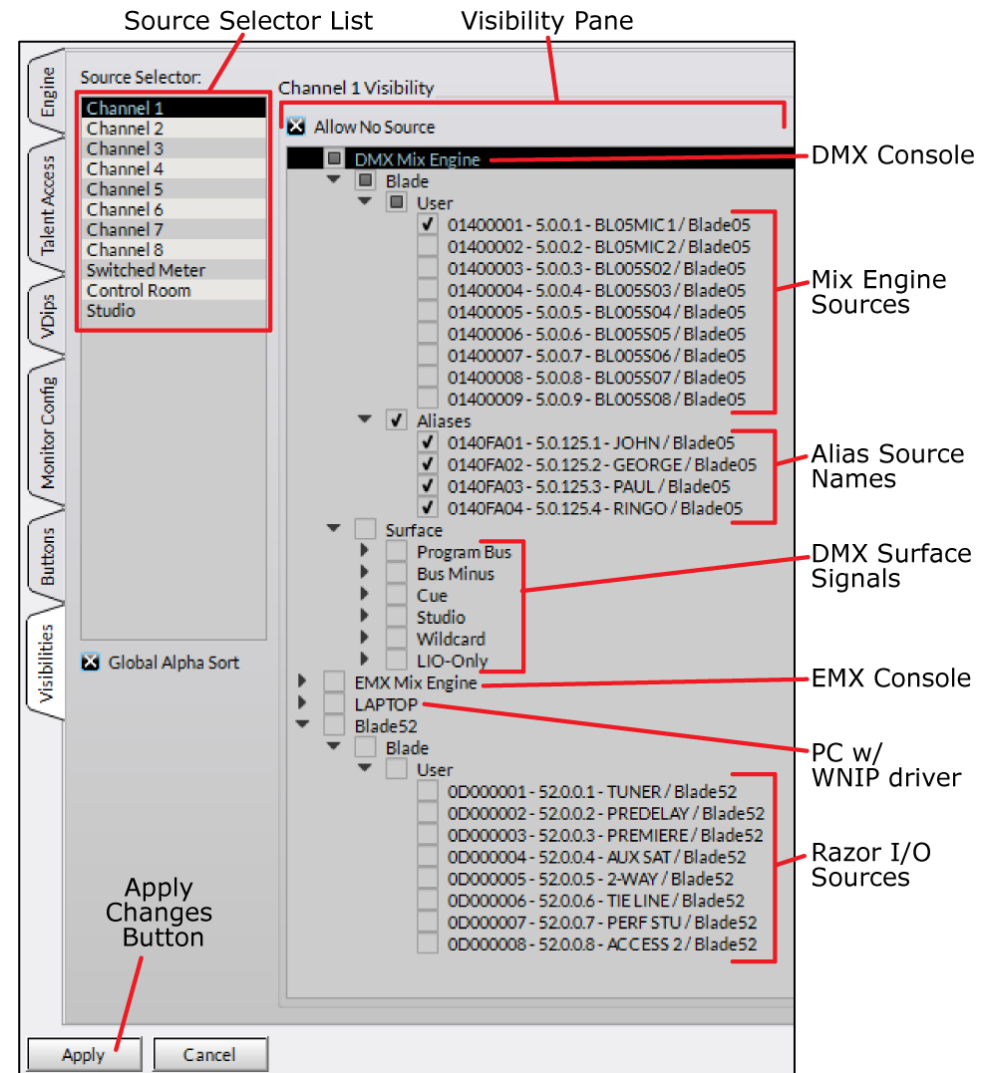 Source Selector List
Visibility Pane
Engine
Talent Access
VDips
Monitor Config
Buttons
Visibilities
Source Selector:
Channel 1
Channel 2
Channel 3
Channel 4
Channel 5
Channel 6
Channel 7
Channel 8
Switched Meter
Control Room
Studio
Global Alpha Sort
Channel 1 Visibility
Allow No Source
DMX Mix Engine
Blade
User
01400001 - 5.0.0.1 - BL05MIC1 / Blade05
01400002 - 5.0.0.2 - BL05MIC2 / Blade05
01400003 - 5.0.0.3 - BL005S02 / Blade05
01400004 - 5.0.0.4 - BL005S03 / Blade05
01400005 - 5.0.0.5 - BL005S04 / Blade05
01400006 - 5.0.0.6 - BL005S05 / Blade05
01400007 - 5.0.0.7 - BL005S06 / Blade05
01400008 - 5.0.0.8 - BL005S07 / Blade05
01400009 - 5.0.0.9 - BL005S08 / Blade05
Aliases
0140FA01 - 5.0.125.1 - JOHN / Blade05
0140FA02 - 5.0.125.2 - GEORGE / Blade05
0140FA03 - 5.0.125.3 - PAUL / Blade05
0140FA04 - 5.0.125.4 - RINGO / Blade05
Surface
Program Bus
Bus Minus
Cue
Studio
Wildcard
LIO-Only
EMX Mix Engine
LAPTOP
Blade52
Blade
User
0D000001 - 52.0.0.1 - TUNER / Blade52
0D000002 - 52.0.0.2 - PREDELAY / Blade52
0D000003 - 52.0.0.3 - PREMIERE / Blade52
0D000004 - 52.0.0.4 - AUX SAT / Blade52
0D000005 - 52.0.0.5 - 2-WAY / Blade52
0D000006 - 52.0.0.6 - TIE LINE / Blade52
0D000007 - 52.0.0.7 - PERF STU / Blade52
0D000008 - 52.0.0.8 - ACCESS 2 / Blade52
DMX Console
Mix Engine
Sources
Alias Source
Names
DMX Surface
Signals
EMX Console
PC w/
WNIP driver
Razor I/O
Sources
Apply
Changes
Button
Apply
Cancel